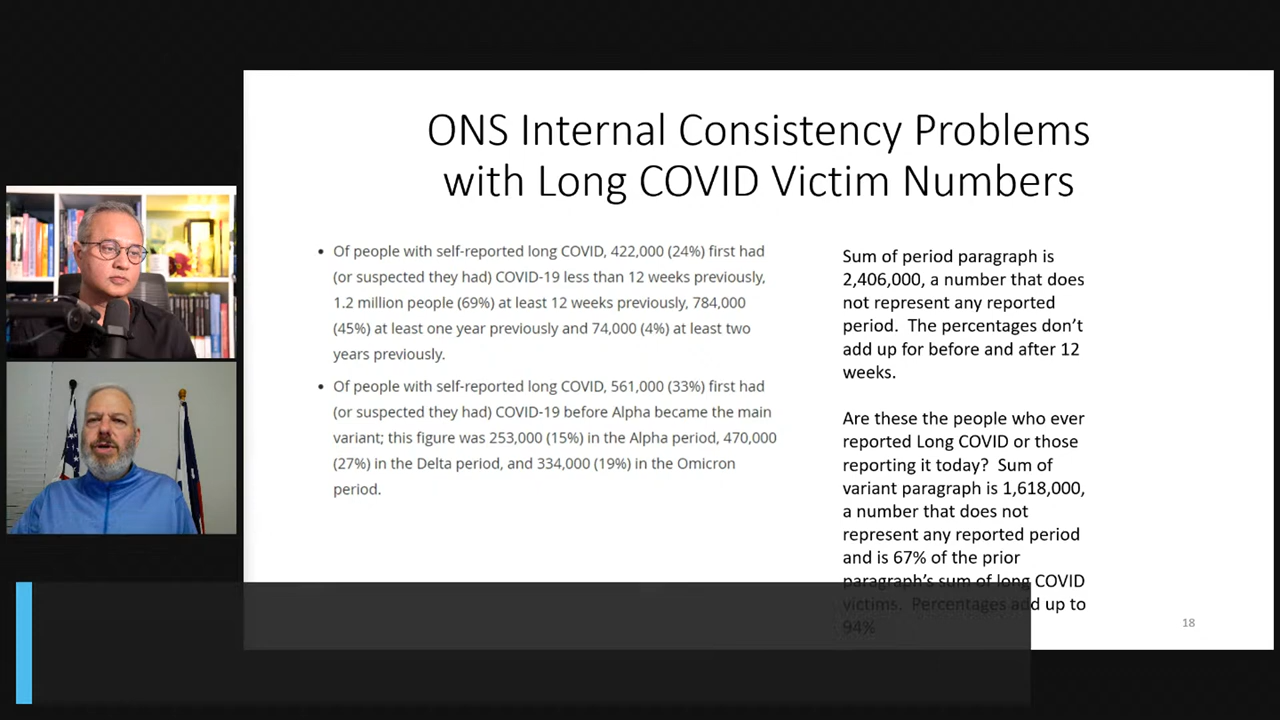 ONS Internal Consistency Problems
with Long COVID Victim Numbers
• Of people with self-reported long COVID, 422,000 (24%) first had
(or suspected they had) COVID-19 less than 12 weeks previously,
1.2 million people (69%) at least 12 weeks previously, 784,000
(45%) at least one year previously and 74,000 (4%) at least two
years previously.
• Of people with self-reported long COVID, 561,000 (33%) first had
(or suspected they had) COVID-19 before Alpha became the main
variant; this figure was 253,000 (15%) in the Alpha period, 470,000
(27%) in the Delta period, and 334,000 (19%) in the Omicron
period.
Sum of period paragraph is
2,406,000, a number that does
not represent any reported
period. The percentages don't
add up for before and after 12
weeks.
Are these the people who ever
reported Long COVID or those
reporting it today? Sum of
variant paragraph is 1,618,000,
a number that does not
represent any reported period
and is 67% of the prior
paragraph's sum of long COVID
victims. Percentages add up to
94%
18